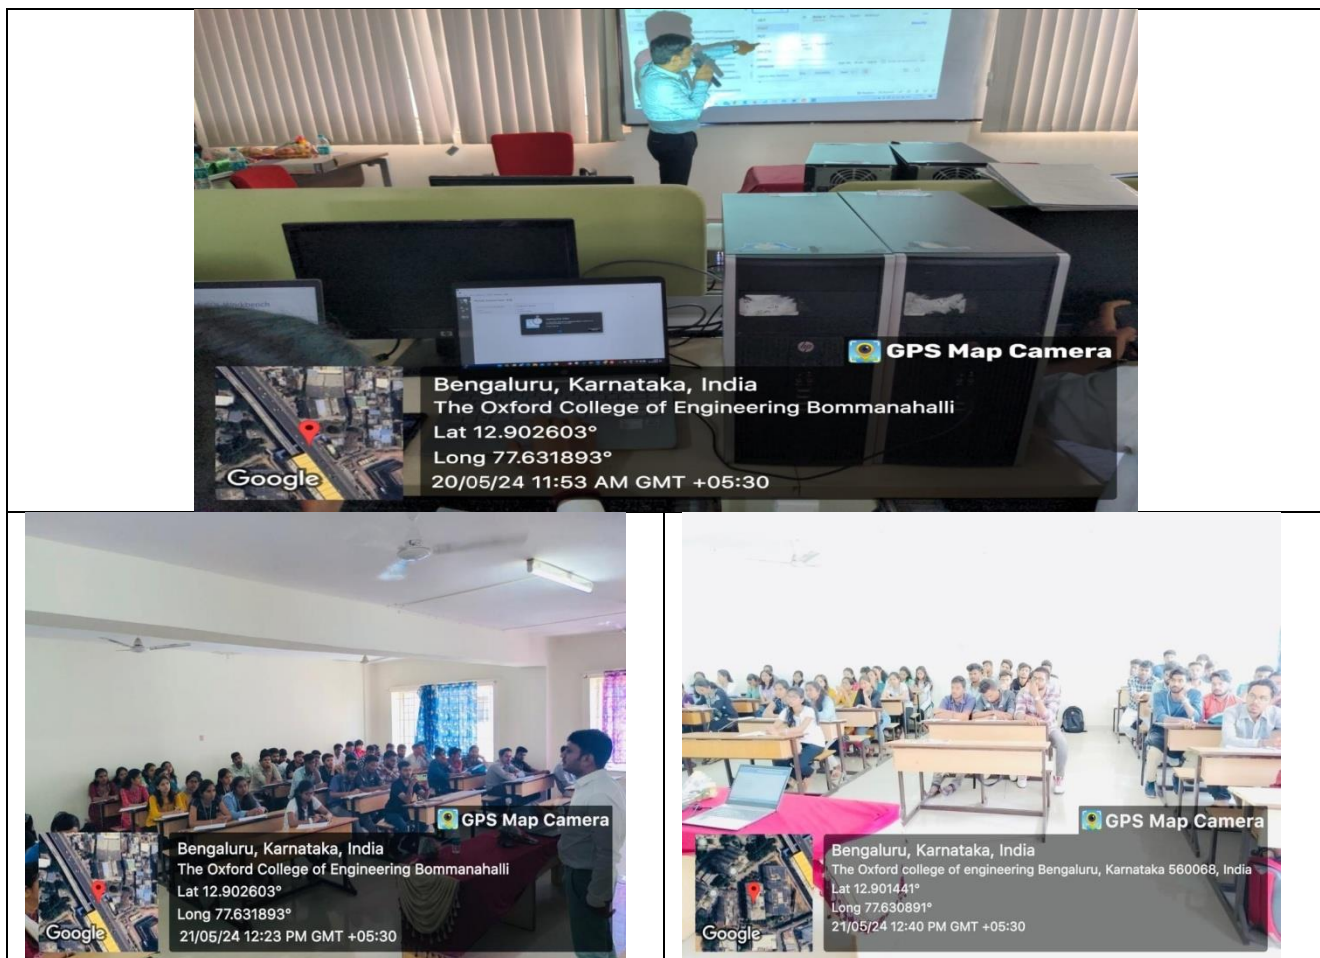 GPS Map Camera
Bengaluru, Karnataka, India
The Oxford College of Engineering Bommanahalli
Lat 12.902603°
Long 77.631893°
20/05/24 11:53 AM GMT +05:30
Google
GPS Map Camera
Bengaluru, Karnataka, India
The Oxford College of Engineering Bommanahalli
Lat 12.902603°
Long 77.631893°
21/05/24 12:23 PM GMT +05:30
Google
GPS Map Camera
Bengaluru, Karnataka, India
The Oxford college of engineering Bengaluru, Karnataka 560068, India
Lat 12.901441°
Long 77.630891°
21/05/24 12:40 PM GMT +05:30
Google